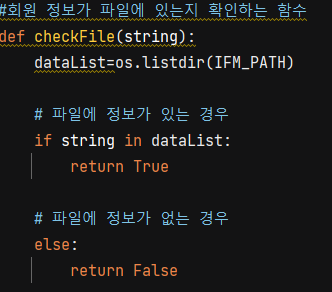 #회원 정보가 파일에 있는지 확인하는 함수
def checkFile(string):
    dataList=os.listdir(IFM_PATH)

    # 파일에 정보가 있는 경우
    if string in dataList:
        return True

    # 파일에 정보가 없는 경우
    else:
        return False